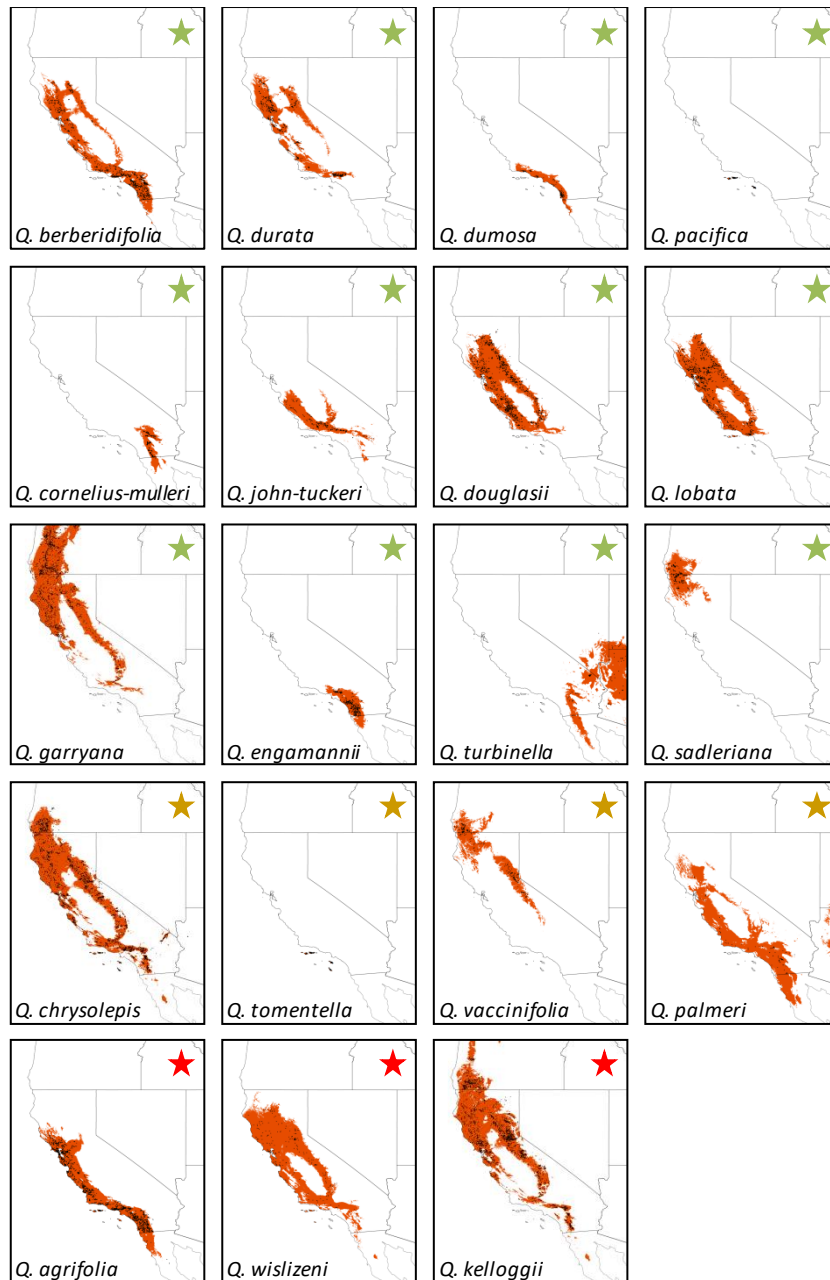 Q. berberidifolia
Q. durata
Q. dumosa
Q. pacifica
Q. cornelius-mulleri
Q. john-tuckeri
Q. douglasii
Q. lobata
Q. garryana
Q. engamannii
Q. turbinella
Q. sadleriana
Q. chrysolepis
Q. tomentella
Q. vaccinifolia
Q. palmeri
Q. agrifolia
Q. wislizeni
Q. kelloggii